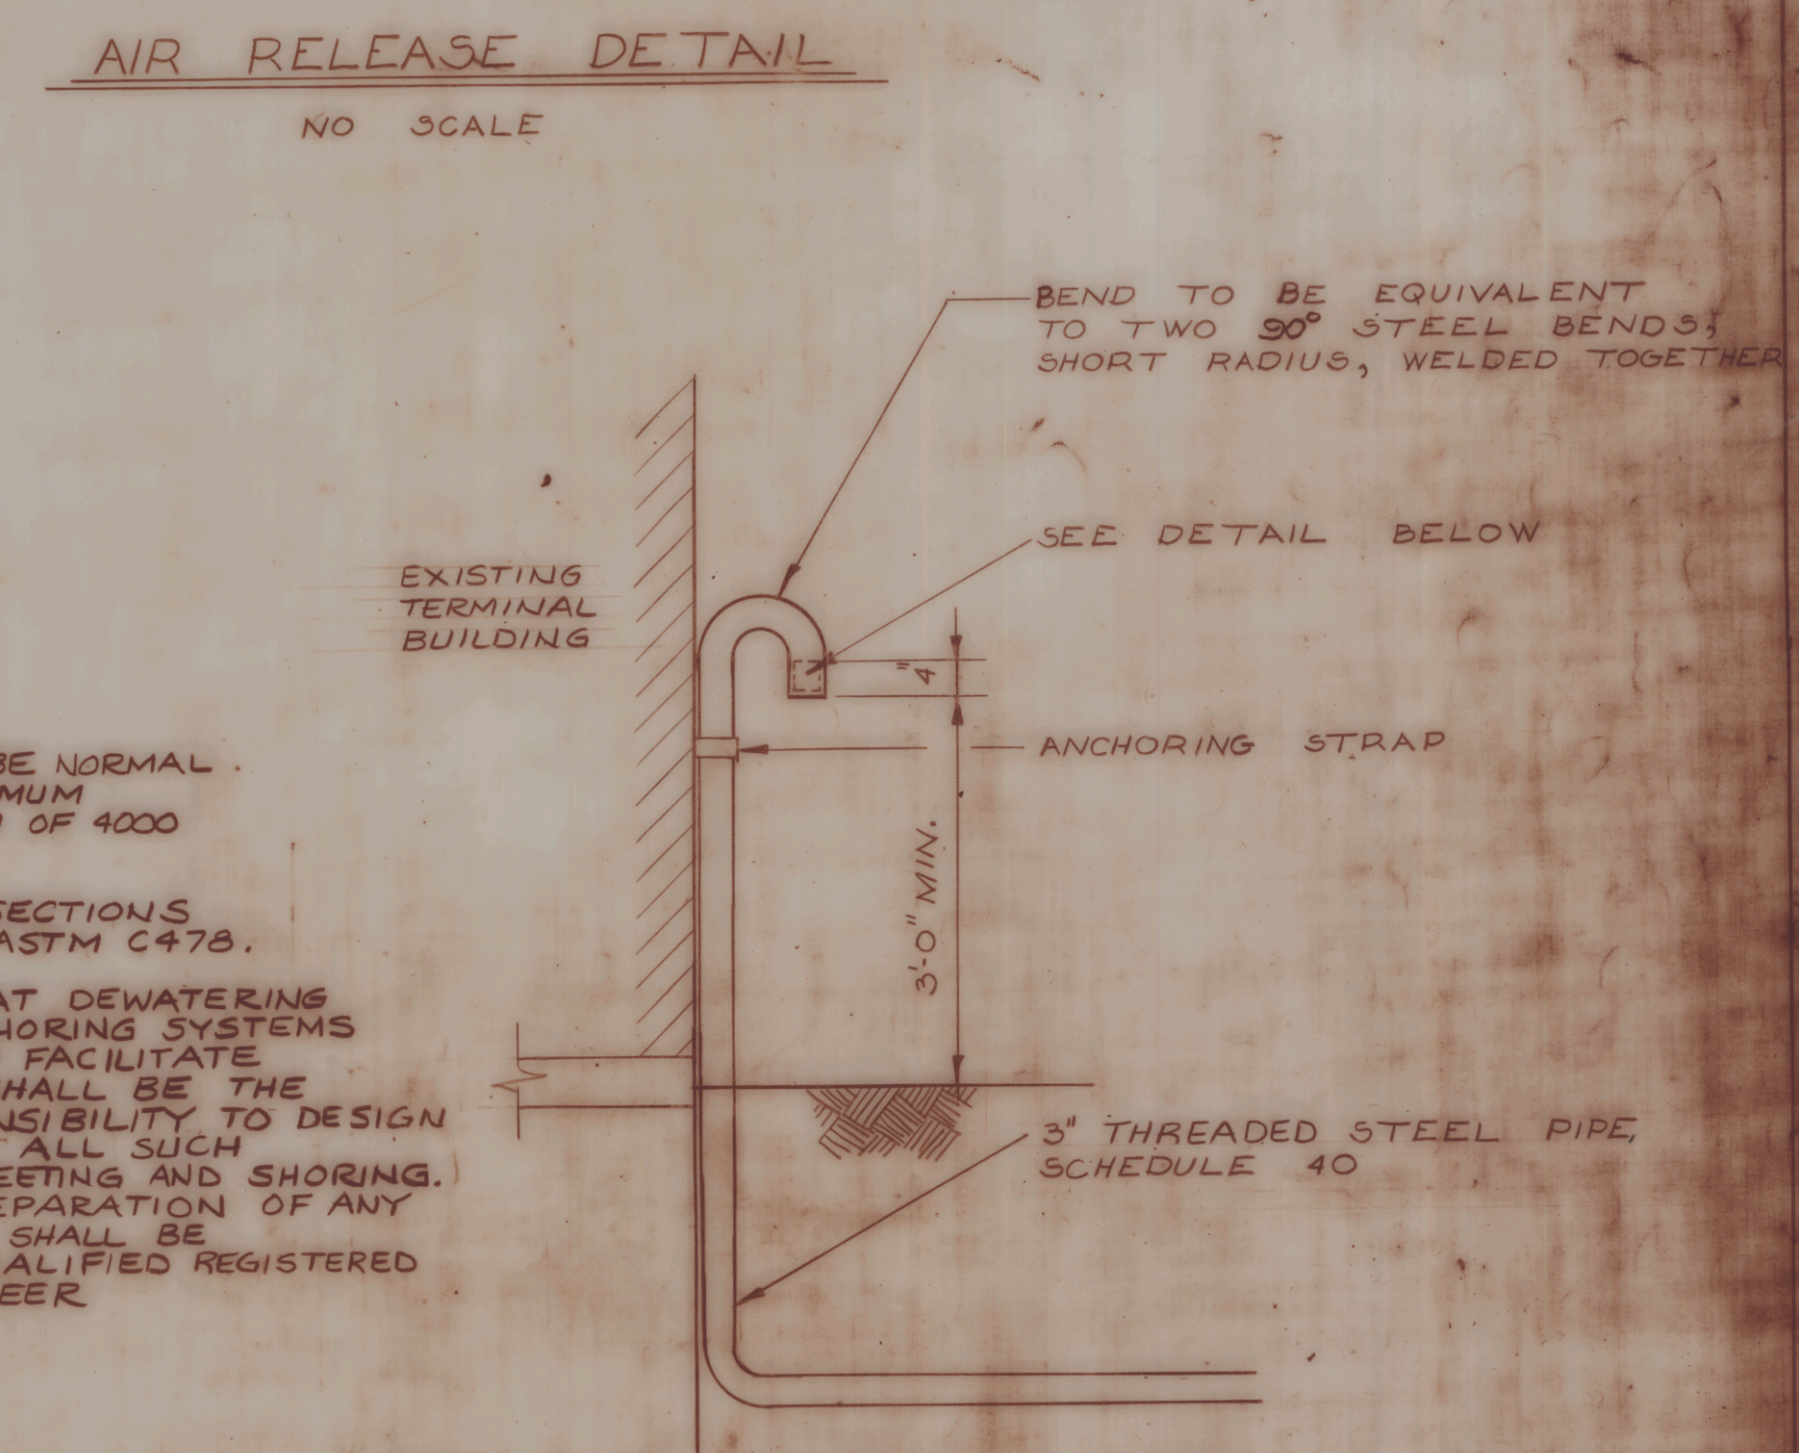 AIR RELEASE DETAIL
NO SCALE
BEND TO BE EQUIVALENT
TO TWO 90° STEEL BENDS,
SHORT RADIUS, WELDED TOGETHER
SEE DETAIL BELOW
EXISTING
TERMINAL
BUILDING
4"
ANCHORING STRAP
3'-0" MIN.
3" THREADED STEEL PIPE,
SCHEDULE 40
BE NORMAL.
MUM
OF 4000
SECTIONS
ASTM C478.
AT DEWATERING
HORING SYSTEMS
FACILITATE
SHALL BE THE
NSIBILITY TO DESIGN
ALL SUCH
EETING AND SHORING.
EPARATION OF ANY
SHALL BE
ALIFIED REGISTERED
EER